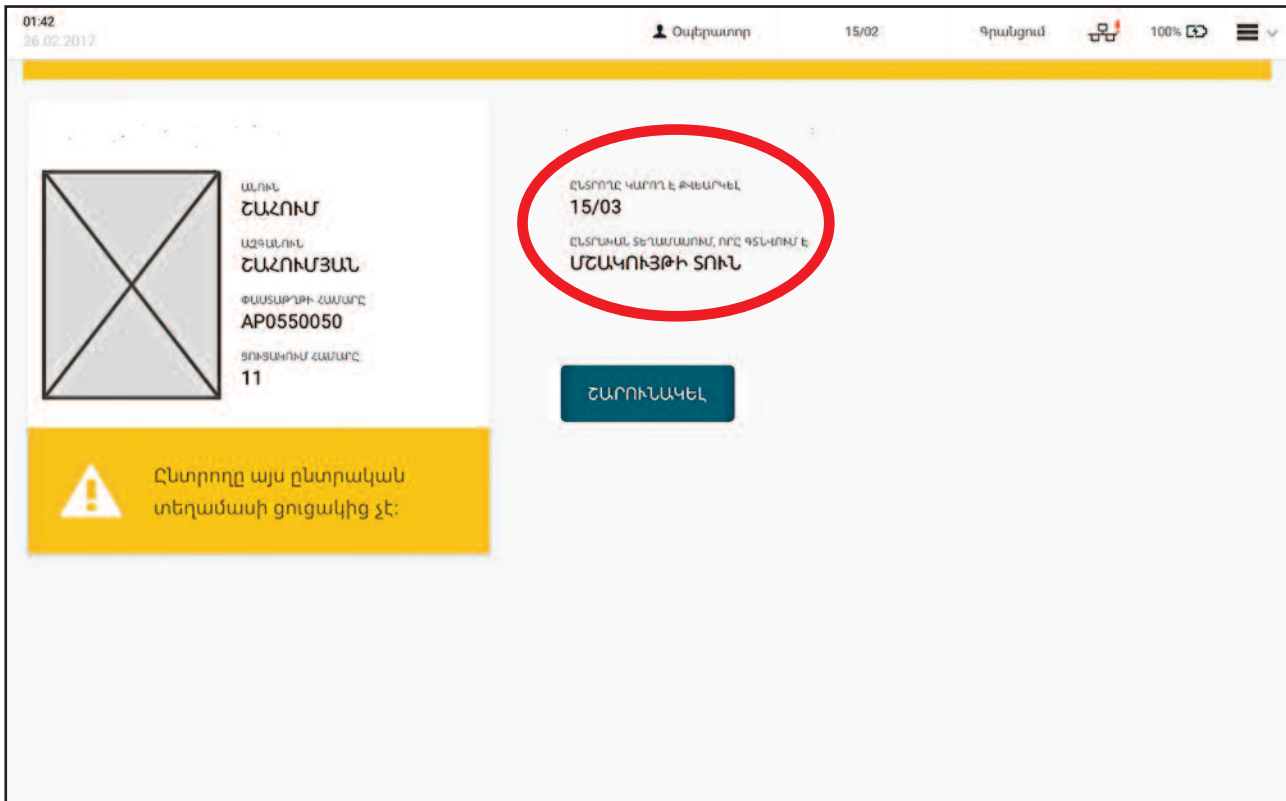 01:42
26.02.2017
Օպերատոր
15/02
Գրանցում
100%
ԱՆՈՒՆ
ՇԱՀՈՒՄ
ԱԶԳԱՆՈՒՆ
ՇԱՀՈՒՄՅԱՆ
ՓԱՍՏԱԹՂԹԻ ՀԱՄԱՐԸ
AP0550050
ՑՈՒՑԱԿՈՒՄ ՀԱՄԱՐԸ
11
Ընտրողը այս ընտրական
տեղամասի ցուցակից չէ:
ԸՆՏՐՈՂԸ ԿԱՐՈՂ Է ՔՎԵԱՐԿԵԼ
15/03
ԸՆՏՐԱԿԱՆ ՏԵՂԱՄԱՍՈՒՄ, ՈՐԸ ԳՏՆՎՈՒՄ Է
ՄՇԱԿՈՒՅԹԻ ՏՈՒՆ
ՇԱՐՈՒՆԱԿԵԼ